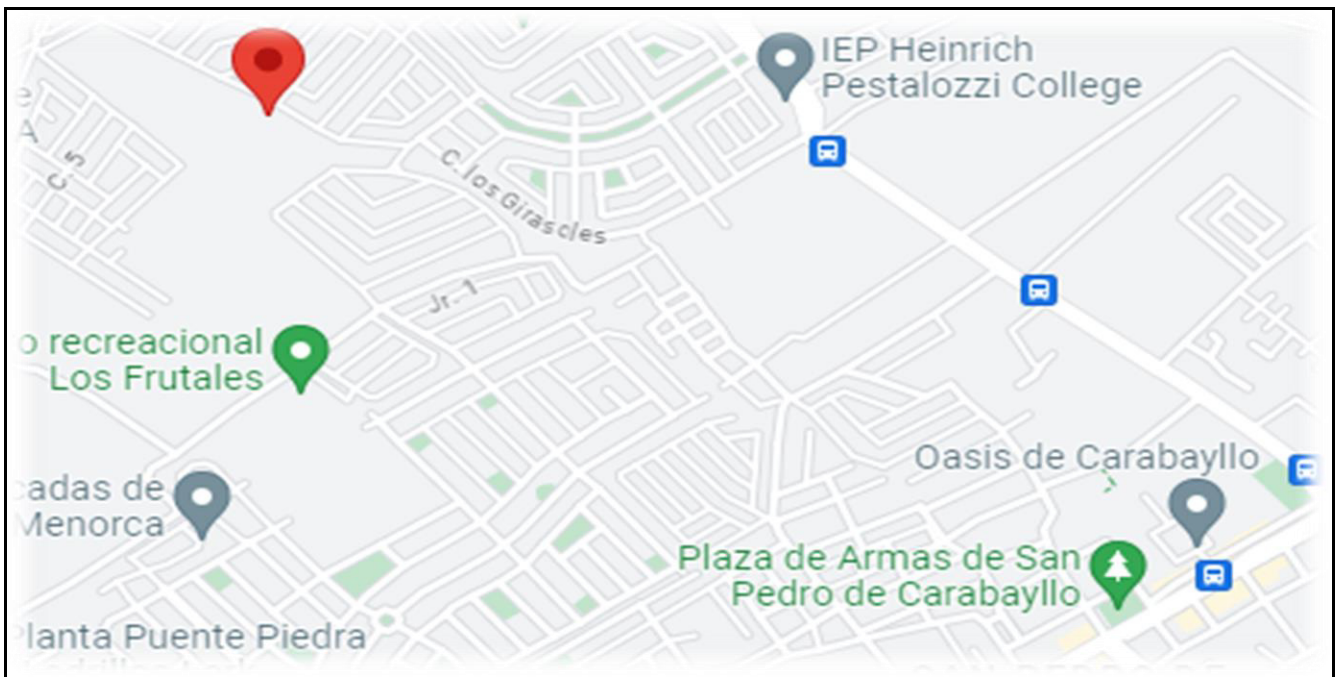 IEP Heinrich
Pestalozzi College
e
A
C. 5
C. los Girasoles
Jr. 1
o recreacional
Los Frutales
Oasis de Carabayllo
cadas de
Menorca
Plaza de Armas de San
Pedro de Carabayllo
Planta Puente Piedra